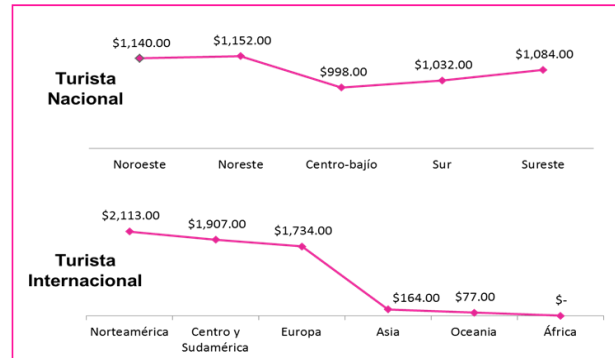 $1,140.00
$1,152.00
$998.00
$1,032.00
$1,084.00
Turista
Nacional
Noroeste
Noreste
Centro-bajío
Sur
Sureste
$2,113.00
$1,907.00
$1,734.00
$164.00
$77.00
$-
Turista
Internacional
Norteamérica
Centro y
Sudamérica
Europa
Asia
Oceania
África